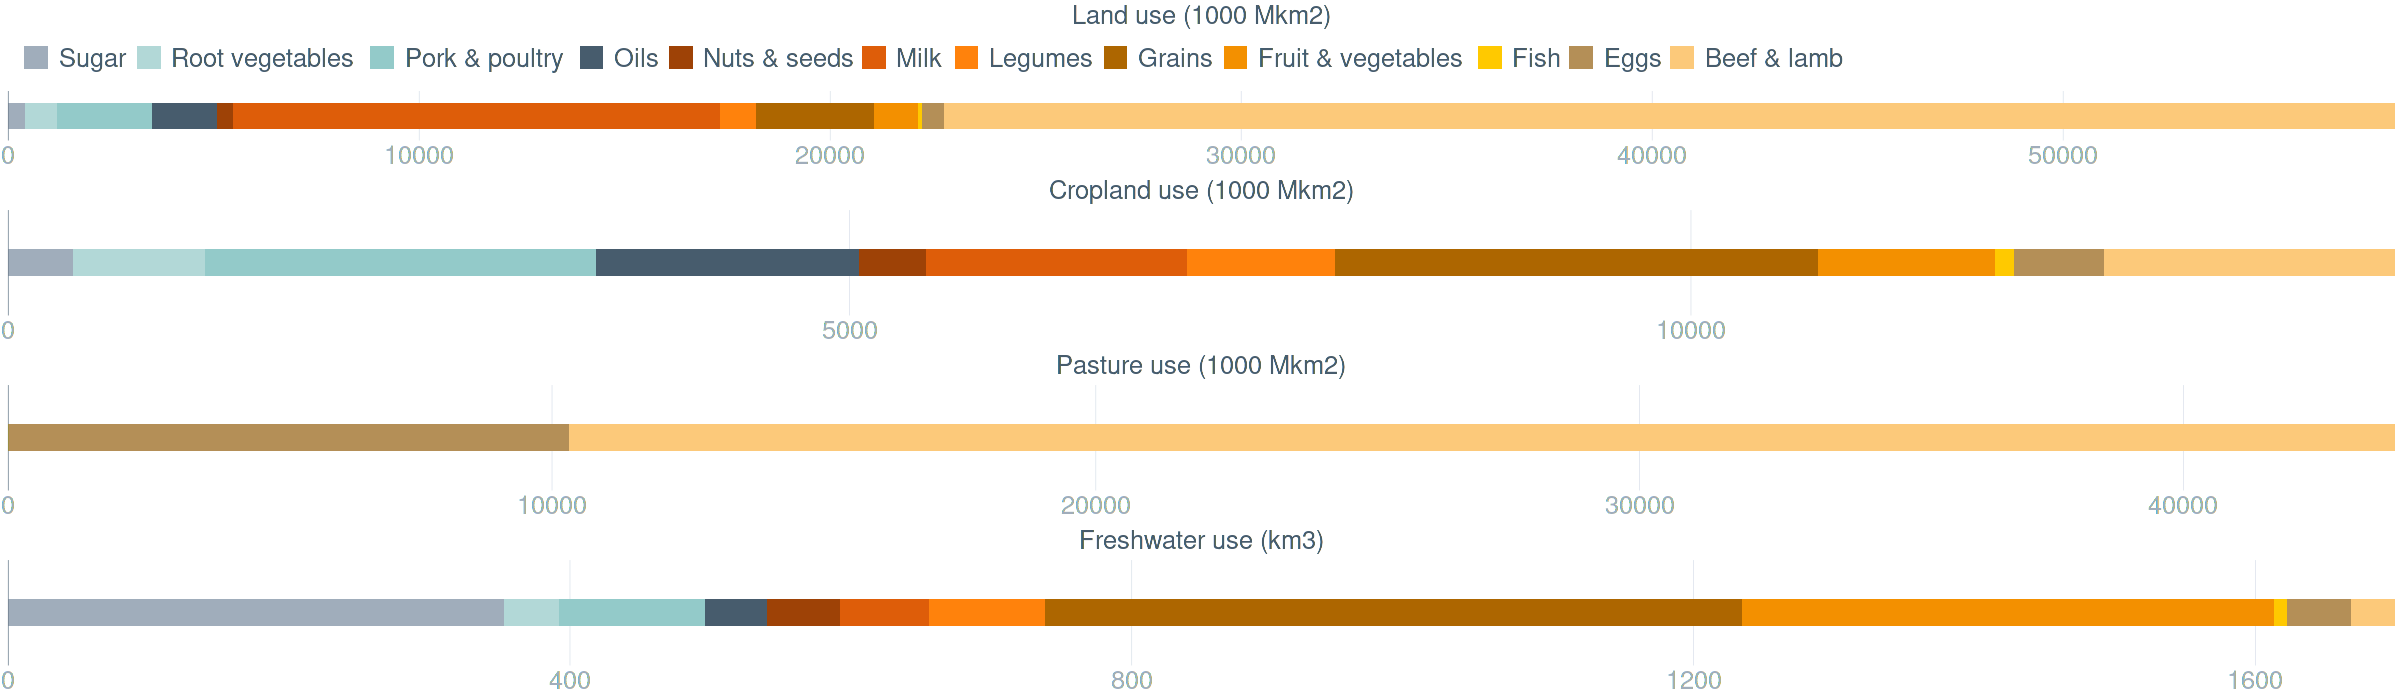 Land use (1000 Mkm2)
Sugar Root vegetables Pork & poultry Oils Nuts & seeds Milk Legumes Grains Fruit & vegetables Fish Eggs Beef & lamb
0 10000 20000 30000 40000 50000
Cropland use (1000 Mkm2)
0 5000 10000
Pasture use (1000 Mkm2)
0 10000 20000 30000 40000
Freshwater use (km3)
0 400 800 1200 1600